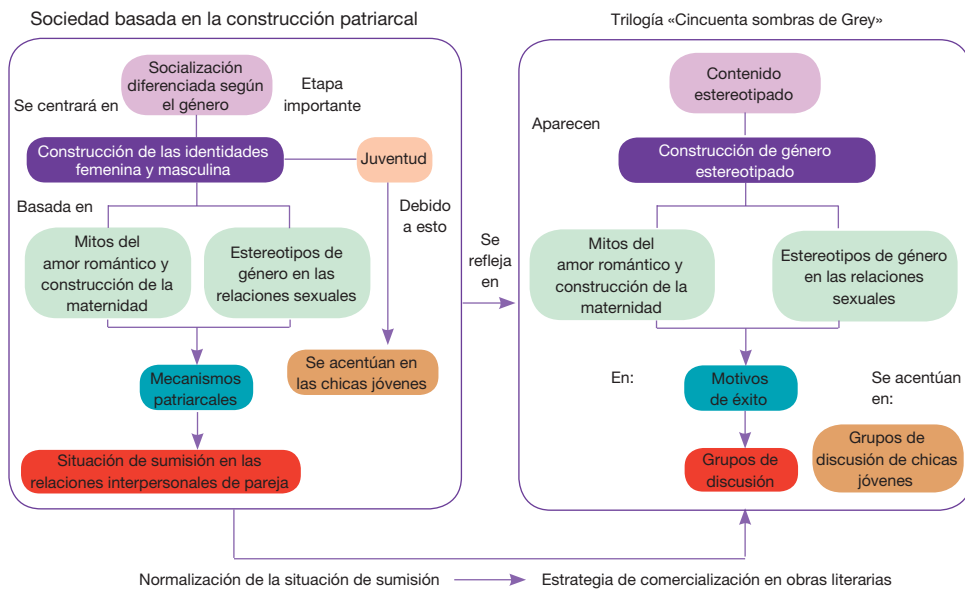 Sociedad basada en la construcción patriarcal
Socialización
diferenciada según
el género
Etapa
importante
Se centrará en
Construcción de las identidades
femenina y masculina
Juventud
Basada en
Debido
a esto
Mitos del
amor romántico y
construcción de la
maternidad
Estereotipos de
género en las
relaciones sexuales
Mecanismos
patriarcales
Se acentúan en
las chicas jóvenes
Situación de sumisión en las
relaciones interpersonales de pareja
Se
refleja
en
Trilogía «Cincuenta sombras de Grey»
Contenido
estereotipado
Aparecen
Construcción de género
estereotipado
Mitos del
amor romántico y
construcción de la
maternidad
Estereotipos de género
en las relaciones
sexuales
En:
Motivos
de éxito
Se acentúan
en:
Grupos de
discusión
Grupos de
discusión de chicas
jóvenes
Normalización de la situación de sumisión
Estrategia de comercialización en obras literarias